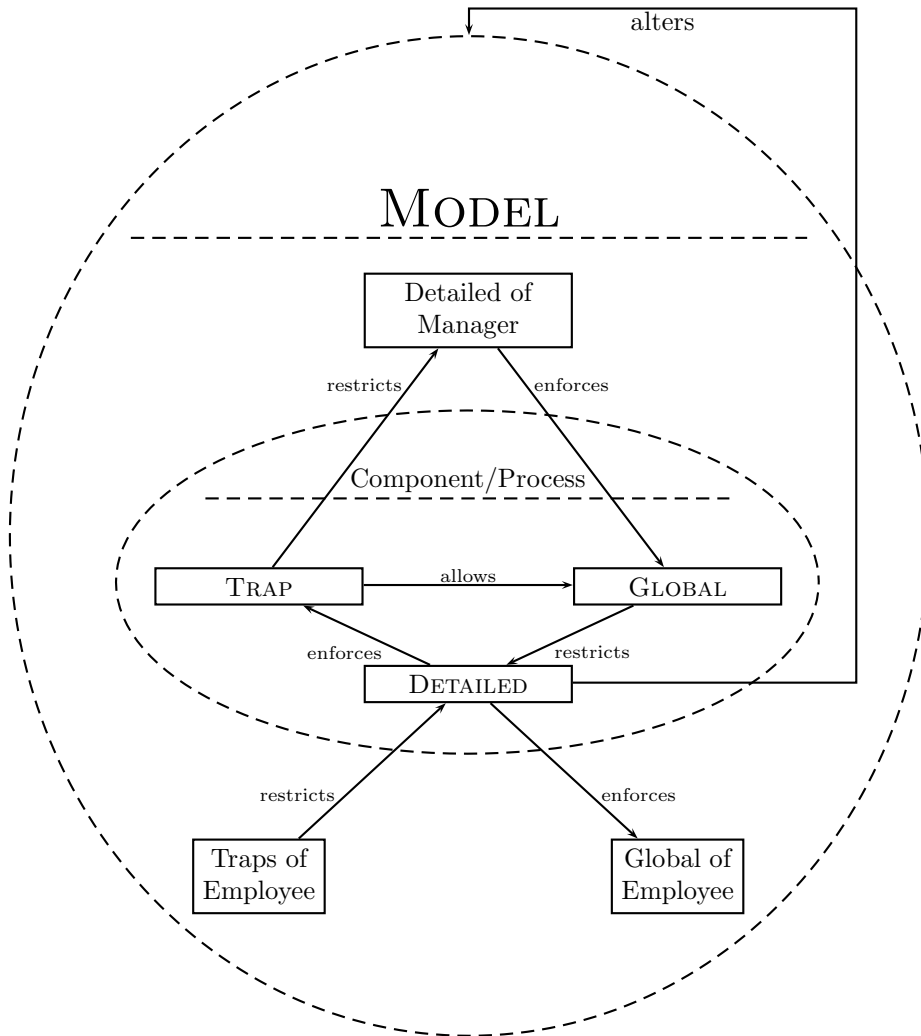 alters
MODEL
Detailed of
Manager
restricts
enforces
Component/Process
TRAP
allows
GLOBAL
enforces
restricts
DETAILED
restricts
enforces
Traps of
Employee
Global of
Employee